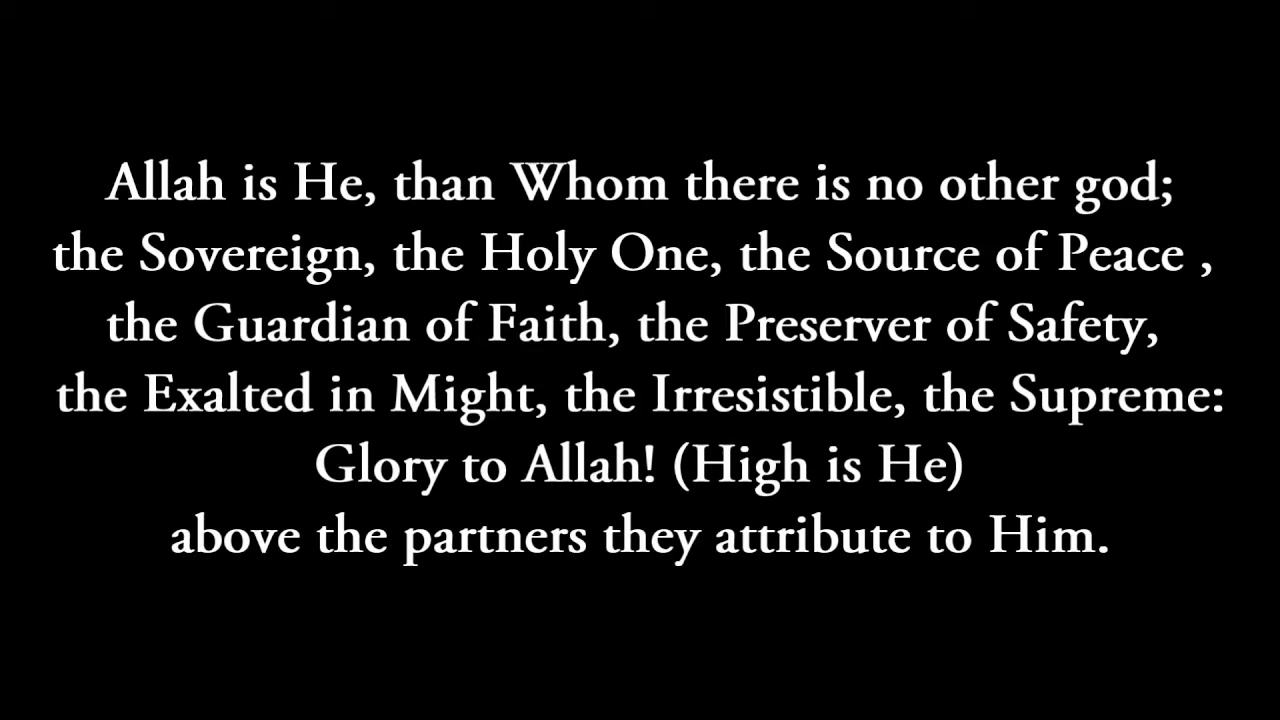 Allah is He, than Whom there is no other god;
the Sovereign, the Holy One, the Source of Peace ,
the Guardian of Faith, the Preserver of Safety,
the Exalted in Might, the Irresistible, the Supreme:
Glory to Allah! (High is He)
above the partners they attribute to Him.